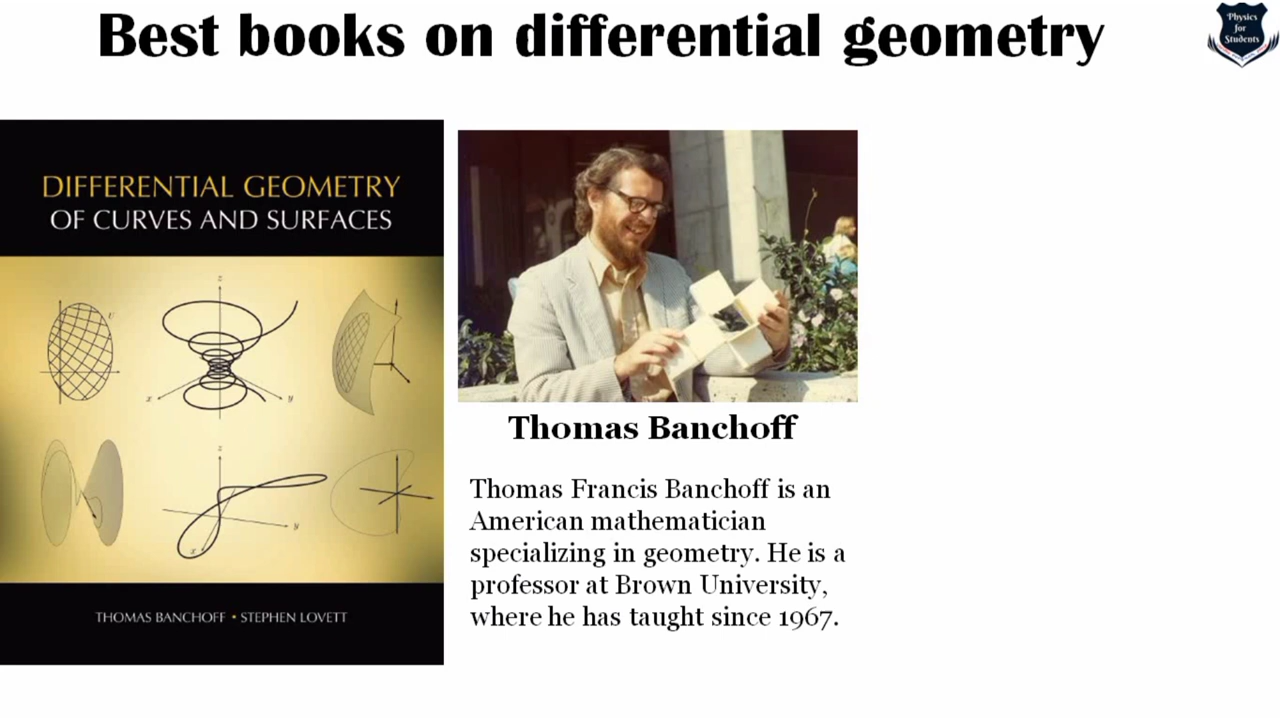 Best books on differential geometry
Physics
for
Students
DIFFERENTIAL GEOMETRY
OF CURVES AND SURFACES
z
U
x
y
z
y
x
THOMAS BANCHOFF • STEPHEN LOVETT
Thomas Banchoff
Thomas Francis Banchoff is an
American mathematician
specializing in geometry. He is a
professor at Brown University,
where he has taught since 1967.